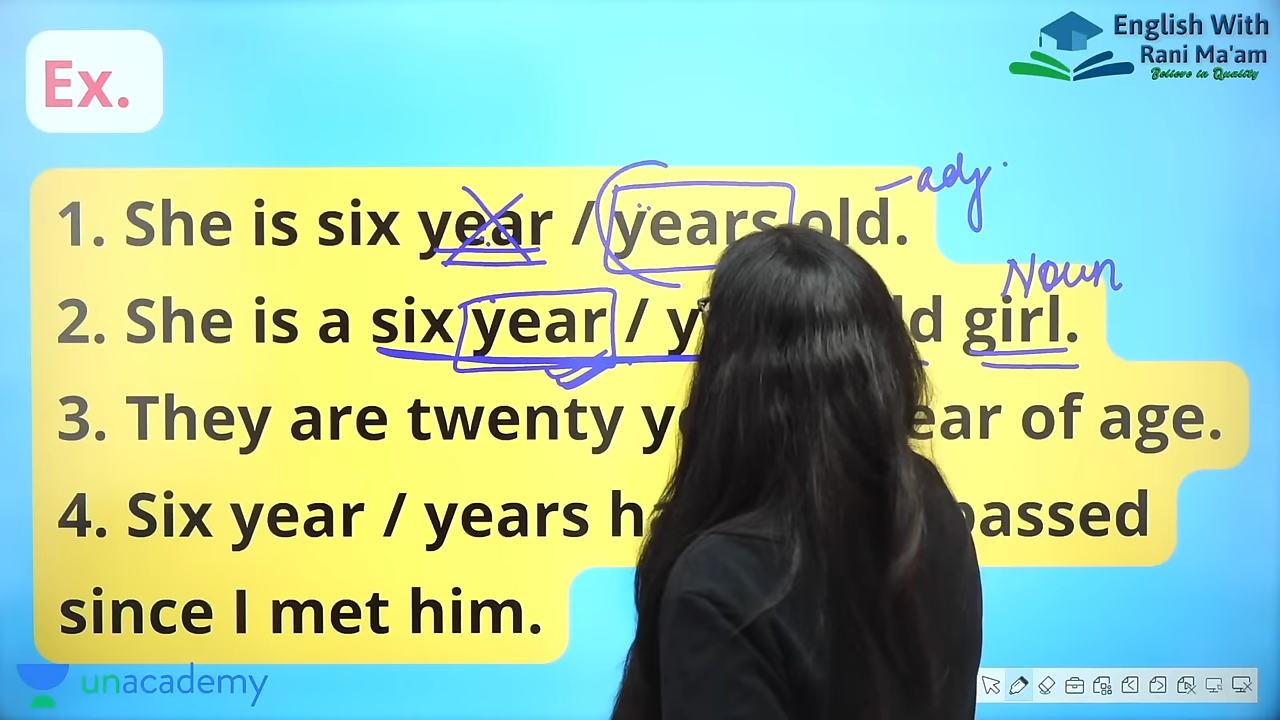 Ex.
English With
Rani Ma'am
Believe in Quality
adj.
1. She is six year / years old.
Noun
2. She is a six year / girl.
3. They are twenty of age.
4. Six year / years passed
since I met him.
unacademy